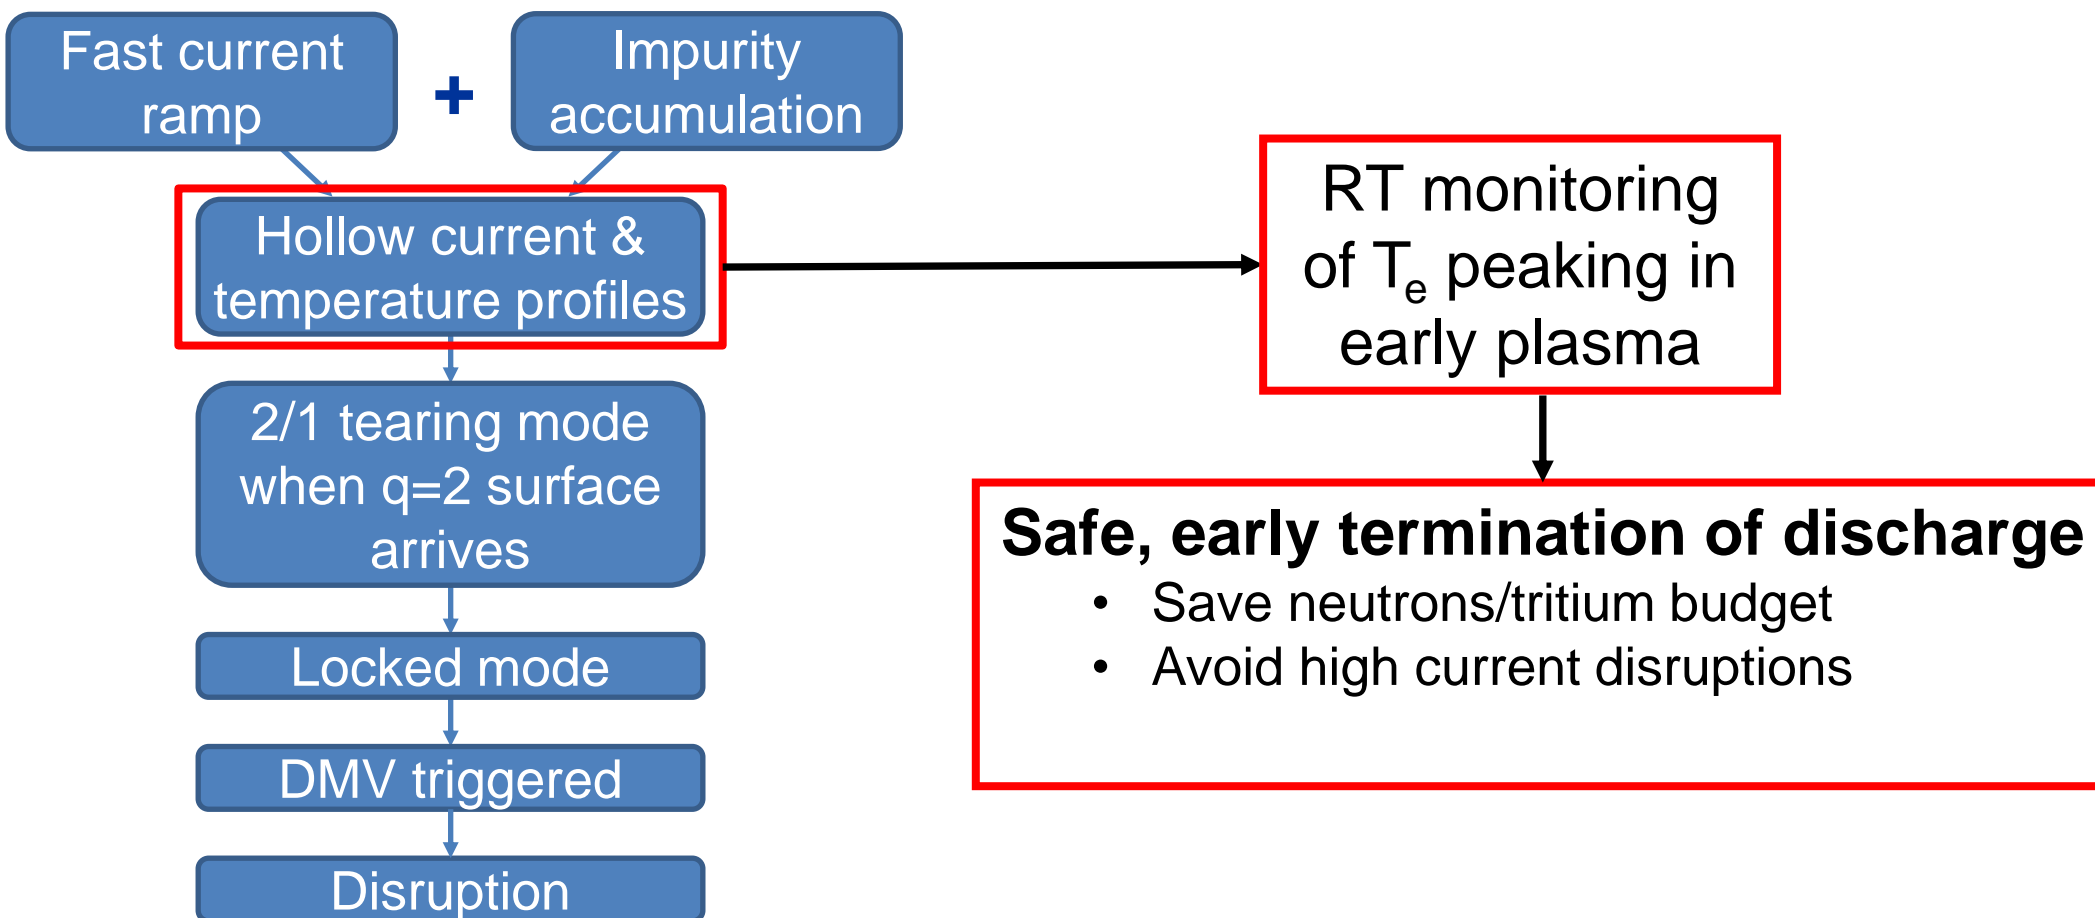 Fast current
ramp
+
Impurity
accumulation
Hollow current &
temperature profiles
2/1 tearing mode
when q=2 surface
arrives
Locked mode
DMV triggered
Disruption
RT monitoring
of Te peaking in
early plasma
Safe, early termination of discharge
• Save neutrons/tritium budget
• Avoid high current disruptions